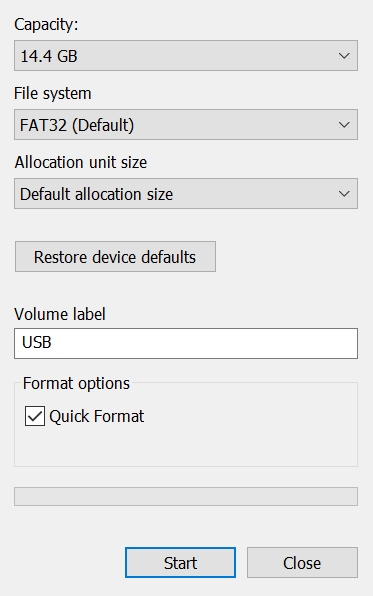 Capacity:
14.4 GB
File system
FAT32 (Default)
Allocation unit size
Default allocation size
Restore device defaults
Volume label
USB
Format options
Quick Format
Start Close